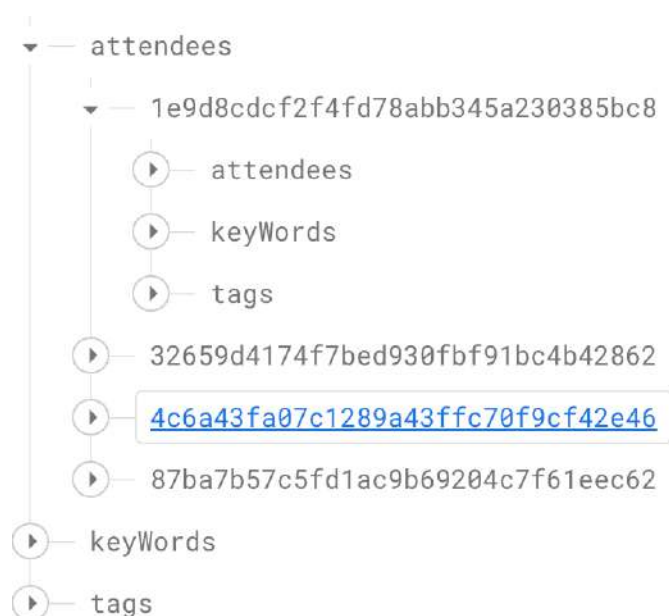 attendees
1e9d8cdcf2f4fd78abb345a230385bc8
attendees
keyWords
tags
32659d4174f7bed930fbf91bc4b42862
4c6a43fa07c1289a43ffc70f9cf42e46
87ba7b57c5fd1ac9b69204c7f61eec62
keyWords
tags